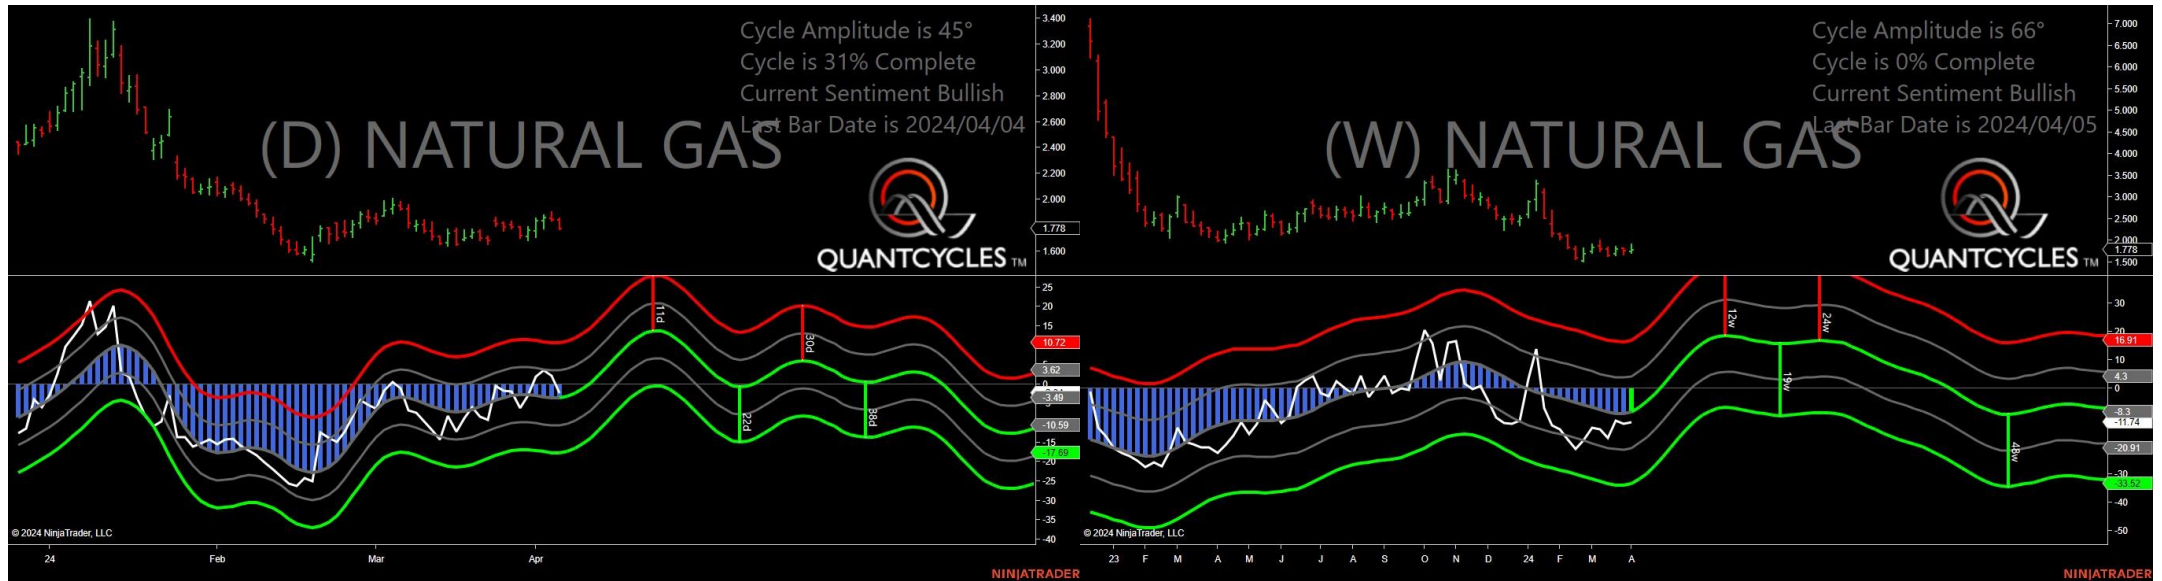 Cycle Amplitude is 45°
Cycle is 31% Complete
Current Sentiment Bullish
Last Bar Date is 2024/04/04
(D) NATURAL GAS
QUANTCYCLES TM
3.400
3.200
3.000
2.800
2.600
2.400
2.200
2.000
1.778
1.600
11d
22d
30d
38d
25
20
15
10.72
5
3.62
0
-3.49
-10.59
-15
-17.69
-20
-25
-30
-35
-40
© 2024 NinjaTrader, LLC
24 Feb Mar Apr
NINJATRADER
Cycle Amplitude is 66°
Cycle is 0% Complete
Current Sentiment Bullish
Last Bar Date is 2024/04/05
(W) NATURAL GAS
QUANTCYCLES TM
7.000
6.500
6.000
5.500
5.000
4.500
4.000
3.500
3.000
2.500
2.000
1.778
1.500
12w
19w
24w
48w
30
20
16.91
10
4.3
0
-8.3
-11.74
-20.91
-30
-33.52
-40
-50
© 2024 NinjaTrader, LLC
23 F M A M J J A S O N D 24 F M A
NINJATRADER